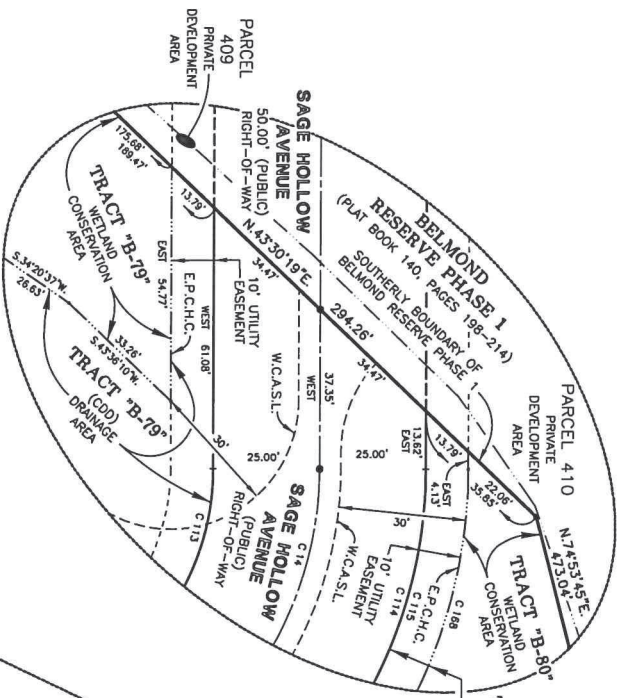 PARCEL
409
PRIVATE
DEVELOPMENT
AREA
SAGE HOLLOW
AVENUE
50.00' (PUBLIC)
RIGHT-OF-WAY
BELMOND
RESERVE PHASE 1
(PLAT BOOK 140, PAGES 198-214)
SOUTHERLY BOUNDARY OF
BELMOND RESERVE PHASE 1
PARCEL 410
PRIVATE
DEVELOPMENT
AREA
N.74°53'45"E.
473.04'
N.43°30'19"E.
294.26'
175.68'
189.47'
13.79'
34.47'
34.47'
13.79'
22.06'
35.85'
TRACT "B-79"
WETLAND
CONSERVATION
AREA
EAST
54.77'
E.P.C.H.C.
WEST 61.08'
10' UTILITY
EASEMENT
W.C.A.S.L.
37.35'
WEST
13.62'
EAST
EAST
4.13'
TRACT "B-80"
WETLAND
CONSERVATION
AREA
S.34°20'37"W.
26.63'
33.26'
S.43°36'10"W.
TRACT "B-79"
(CDD)
DRAINAGE
AREA
30'
25.00'
25.00'
30'
SAGE HOLLOW
AVENUE
(PUBLIC)
RIGHT-OF-WAY
C 113
C 14
W.C.A.S.L.
10' UTILITY
EASEMENT
C 114
C 115
E.P.C.H.C.
C 168